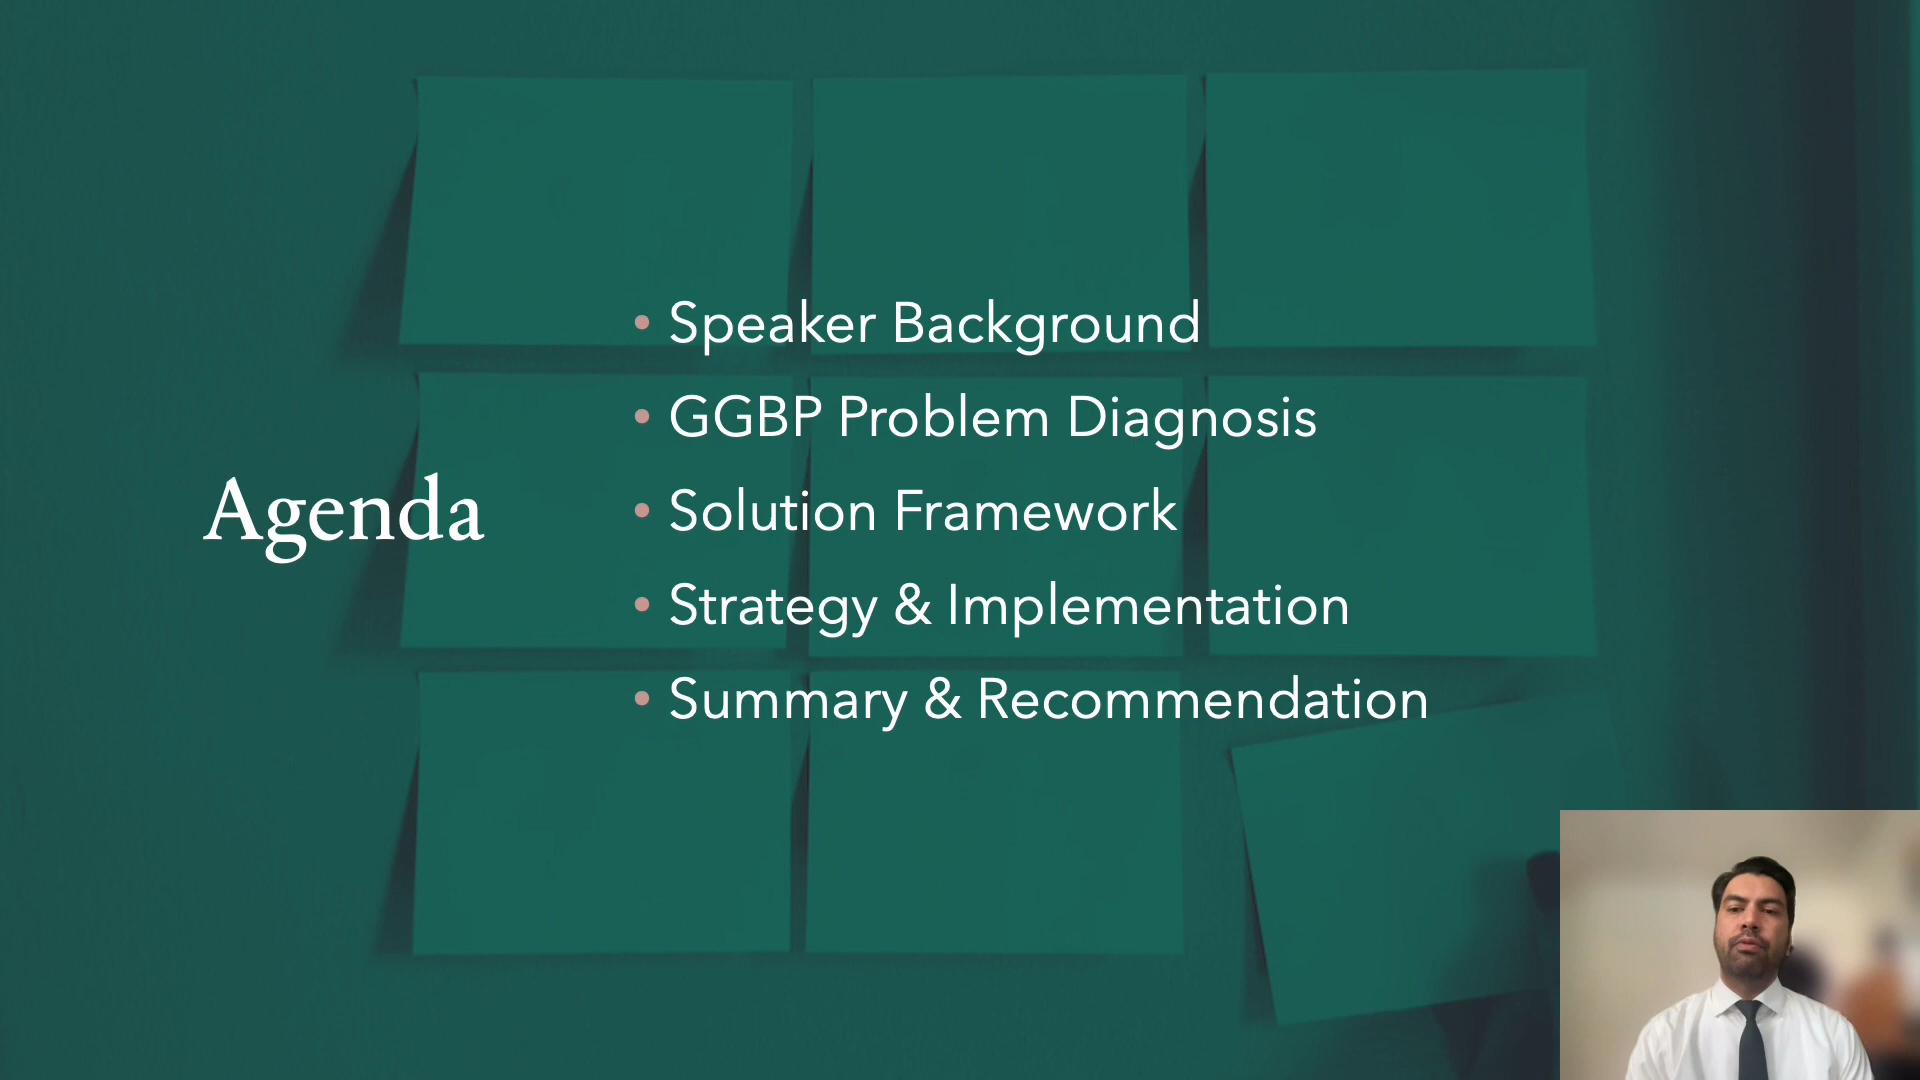 Agenda
• Speaker Background
• GGBP Problem Diagnosis
• Solution Framework
• Strategy & Implementation
• Summary & Recommendation